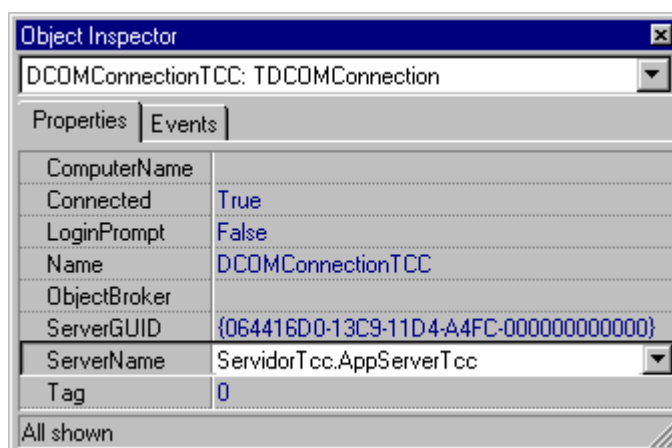 Object Inspector
DCOMConnectionTCC: TDCOMConnection
Properties Events
ComputerName
Connected True
LoginPrompt False
Name DCOMConnectionTCC
ObjectBroker
ServerGUID {064416D0-13C9-11D4-A4FC-000000000000}
ServerName ServidorTcc.AppServerTcc
Tag 0
All shown